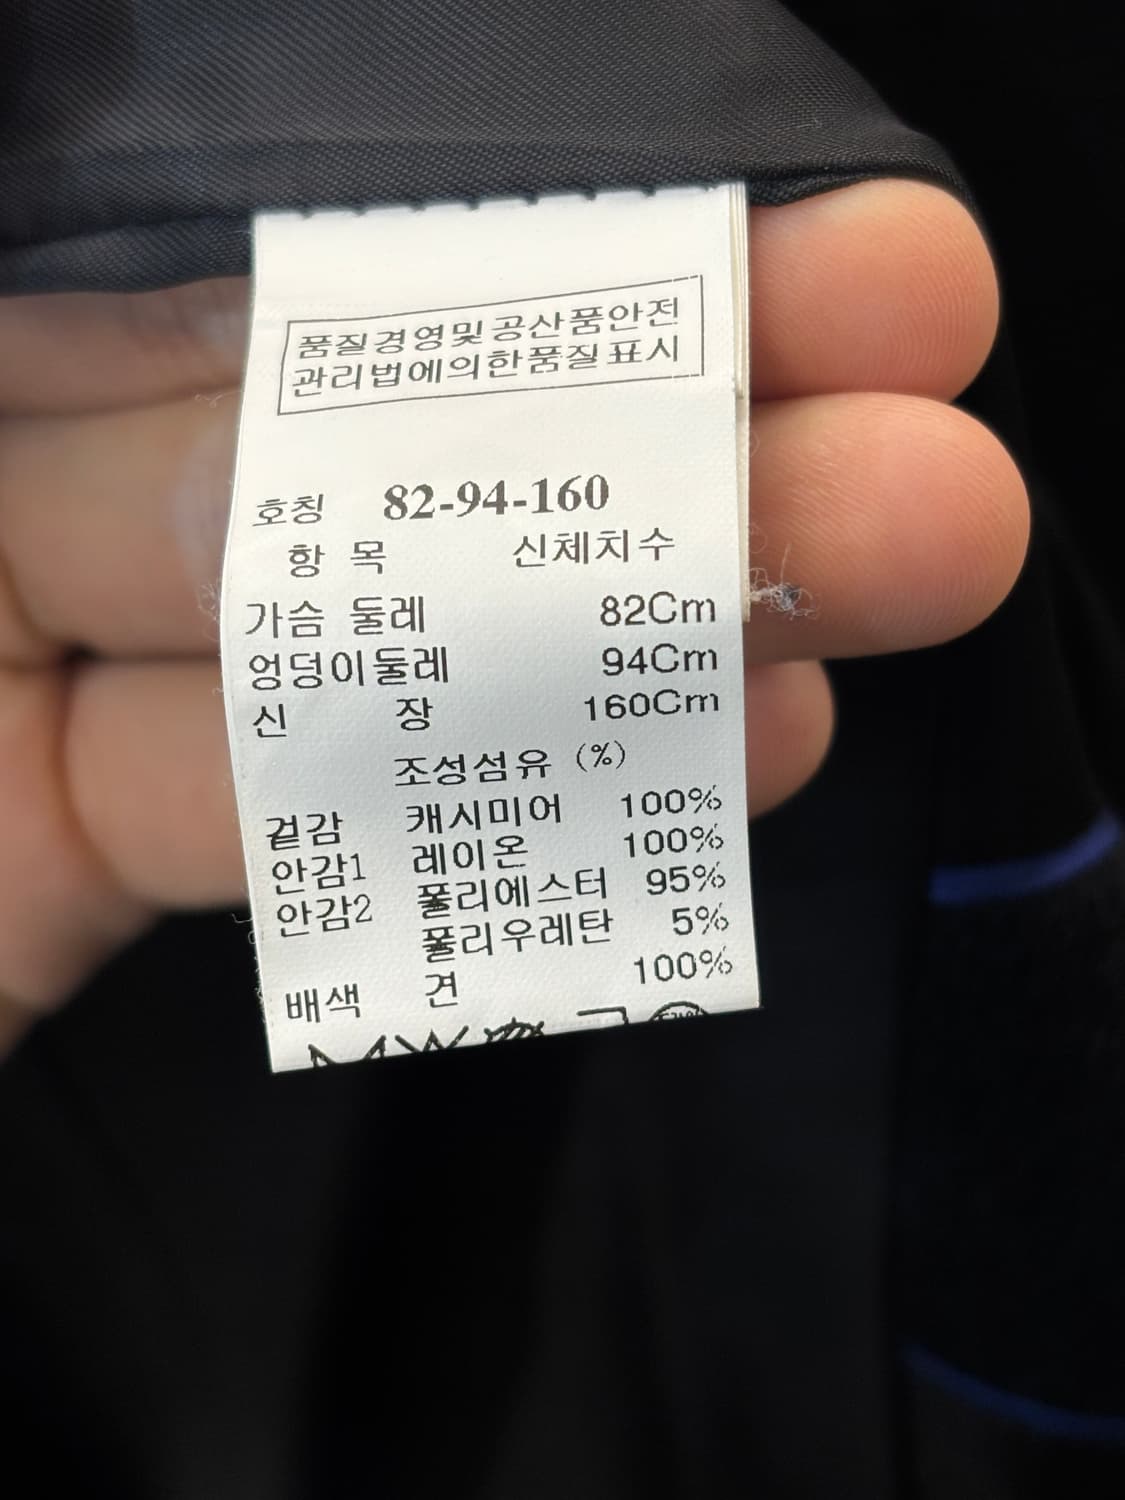 품질경영및공산품안전
관리법에의한품질표시
호칭 82-94-160
항 목 신체치수
가슴 둘레 82Cm
엉덩이둘레 94Cm
신 장 160Cm
조성섬유 (%)
겉감 캐시미어 100%
안감1 레이온 100%
안감2 폴리에스터 95%
폴리우레탄 5%
배색 견 100%